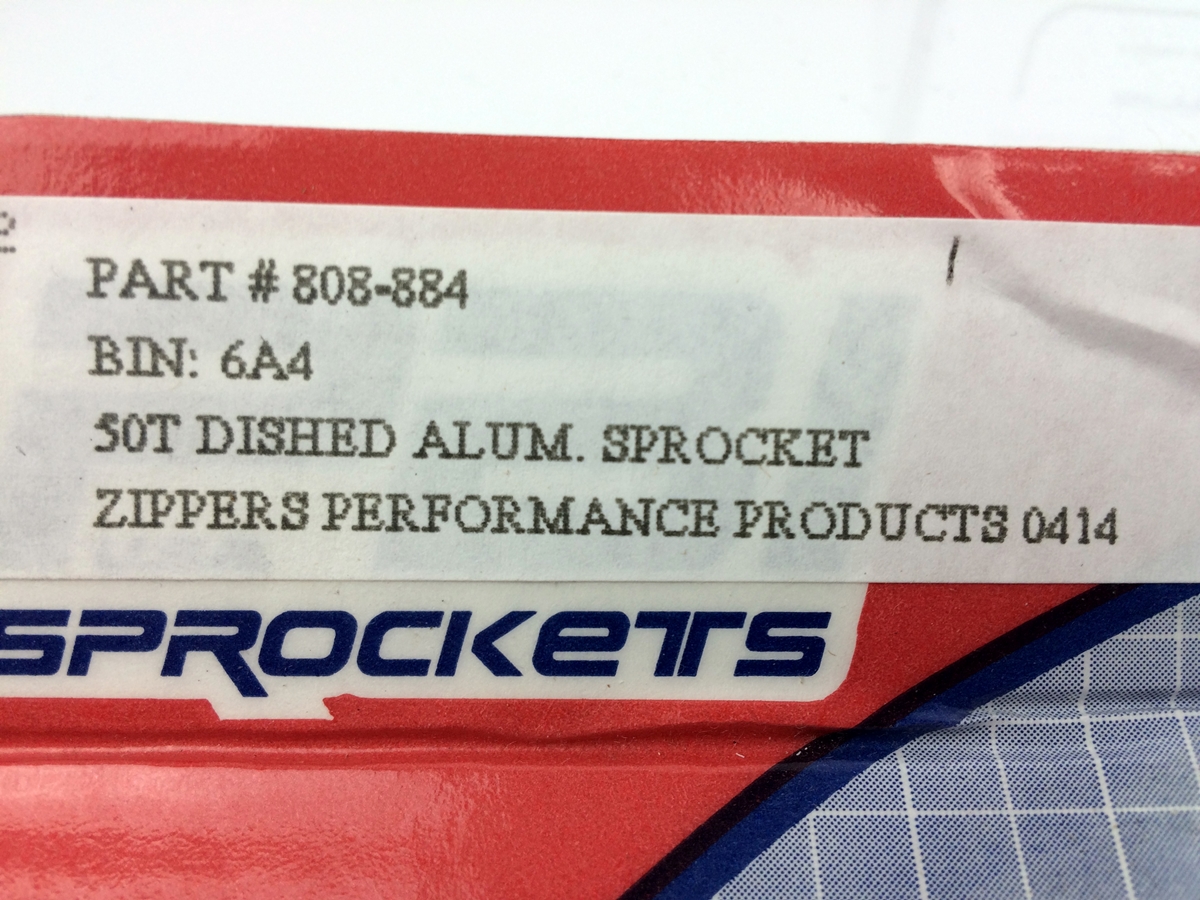 PART # 808-884
BIN: 6A4
50T DISHED ALUM. SPROCKET
ZIPPERS PERFORMANCE PRODUCTS 0414
SPROCKETS